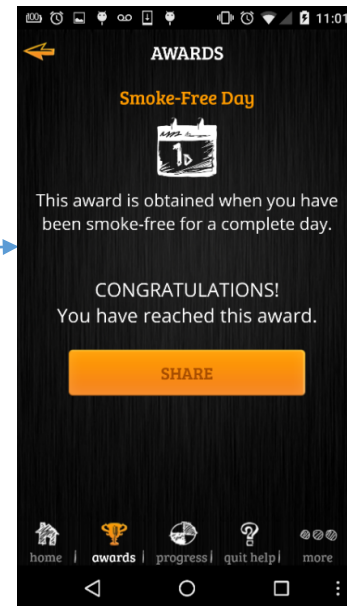 100 11:01
AWARDS
Smoke-Free Day
1D
This award is obtained when you have
been smoke-free for a complete day.
CONGRATULATIONS!
You have reached this award.
SHARE
home | awards | progress | quit help | more